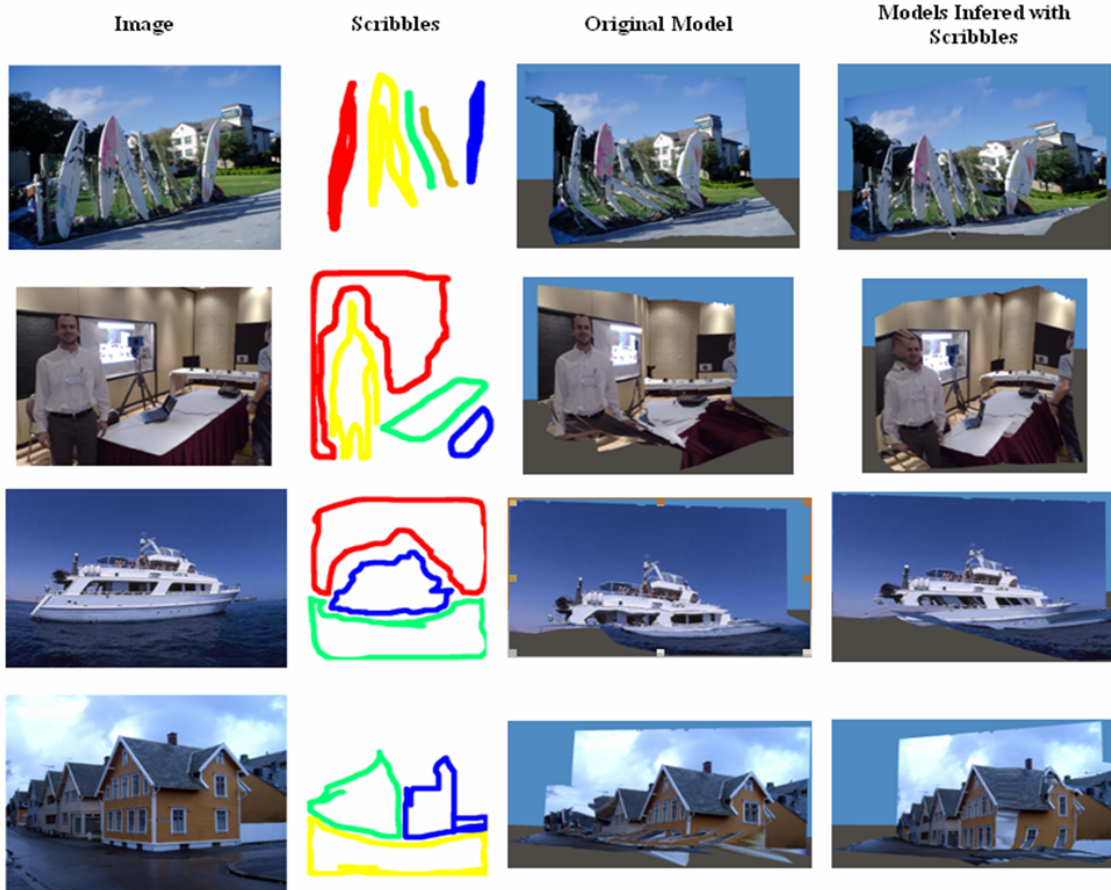 Image
Scribbles
Original Model
Models Infered with
Scribbles